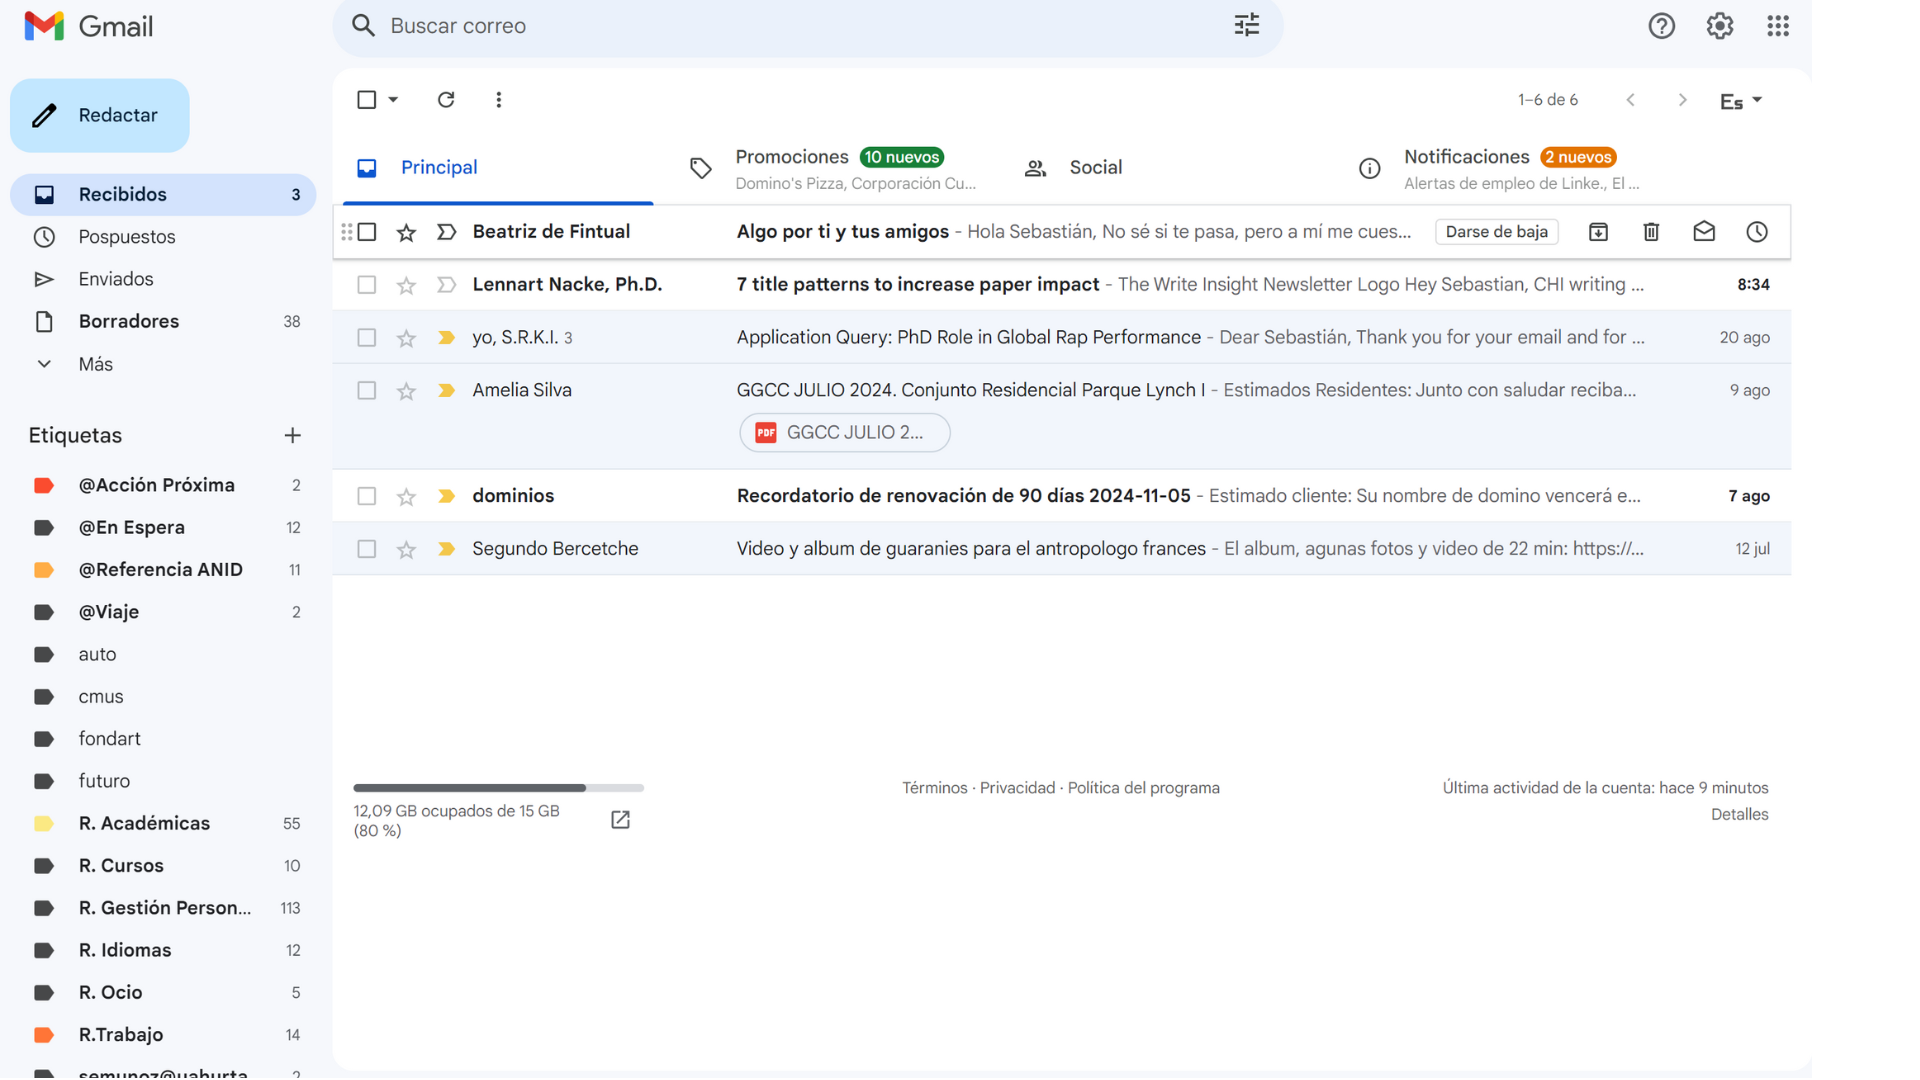 Gmail
Buscar correo
Redactar
Recibidos 3
Pospuestos
Enviados
Borradores 38
Más
Etiquetas
@Acción Próxima 2
@En Espera 12
@Referencia ANID 11
@Viaje 2
auto
cmus
fondart
futuro
R. Académicas 55
R. Cursos 10
R. Gestión Person... 113
R. Idiomas 12
R. Ocio 5
R.Trabajo 14
semunoz@uahurta 2
1–6 de 6
Es
Principal
Promociones 10 nuevos
Domino's Pizza, Corporación Cu...
Social
Notificaciones 2 nuevos
Alertas de empleo de Linke., El ...
Beatriz de Fintual Algo por ti y tus amigos - Hola Sebastián, No sé si te pasa, pero a mí me cues... Darse de baja
Lennart Nacke, Ph.D. 7 title patterns to increase paper impact - The Write Insight Newsletter Logo Hey Sebastian, CHI writing ... 8:34
yo, S.R.K.I. 3 Application Query: PhD Role in Global Rap Performance - Dear Sebastián, Thank you for your email and for ... 20 ago
Amelia Silva GGCC JULIO 2024. Conjunto Residencial Parque Lynch I - Estimados Residentes: Junto con saludar reciba... 9 ago
PDF GGCC JULIO 2...
dominios Recordatorio de renovación de 90 días 2024-11-05 - Estimado cliente: Su nombre de domino vencerá e... 7 ago
Segundo Bercetche Video y album de guaranies para el antropologo frances - El album, agunas fotos y video de 22 min: https://... 12 jul
12,09 GB ocupados de 15 GB
(80 %)
Términos · Privacidad · Política del programa
Última actividad de la cuenta: hace 9 minutos
Detalles